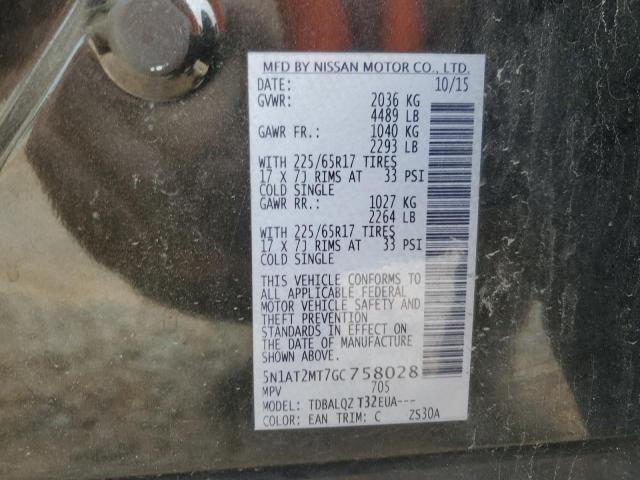 MFD BY NISSAN MOTOR CO., LTD.
DATE: 10/15
GVWR: 2036 KG
4489 LB
GAWR FR.: 1040 KG
2293 LB
WITH 225/65R17 TIRES
17 X 7J RIMS AT 33 PSI
COLD SINGLE
GAWR RR.: 1027 KG
2264 LB
WITH 225/65R17 TIRES
17 X 7J RIMS AT 33 PSI
COLD SINGLE
THIS VEHICLE CONFORMS TO
ALL APPLICABLE FEDERAL
MOTOR VEHICLE SAFETY AND
THEFT PREVENTION
STANDARDS IN EFFECT ON
THE DATE OF MANUFACTURE
SHOWN ABOVE.
5N1AT2MT7GC758028
MPV 705
MODEL: TDBALQZ T32EUA---
COLOR: EAN TRIM: C ZS30A